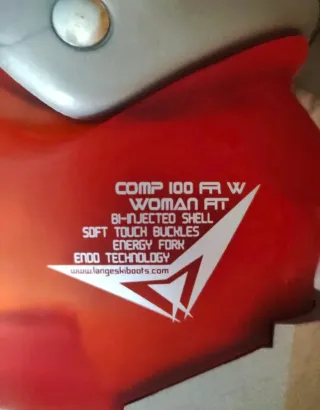 COMP 100 FR W
WOMAN FIT
BI-INJECTED SHELL
SOFT TOUCH BUCKLES
ENERGY FORK
ENDO TECHNOLOGY
www.langeskiboots.com